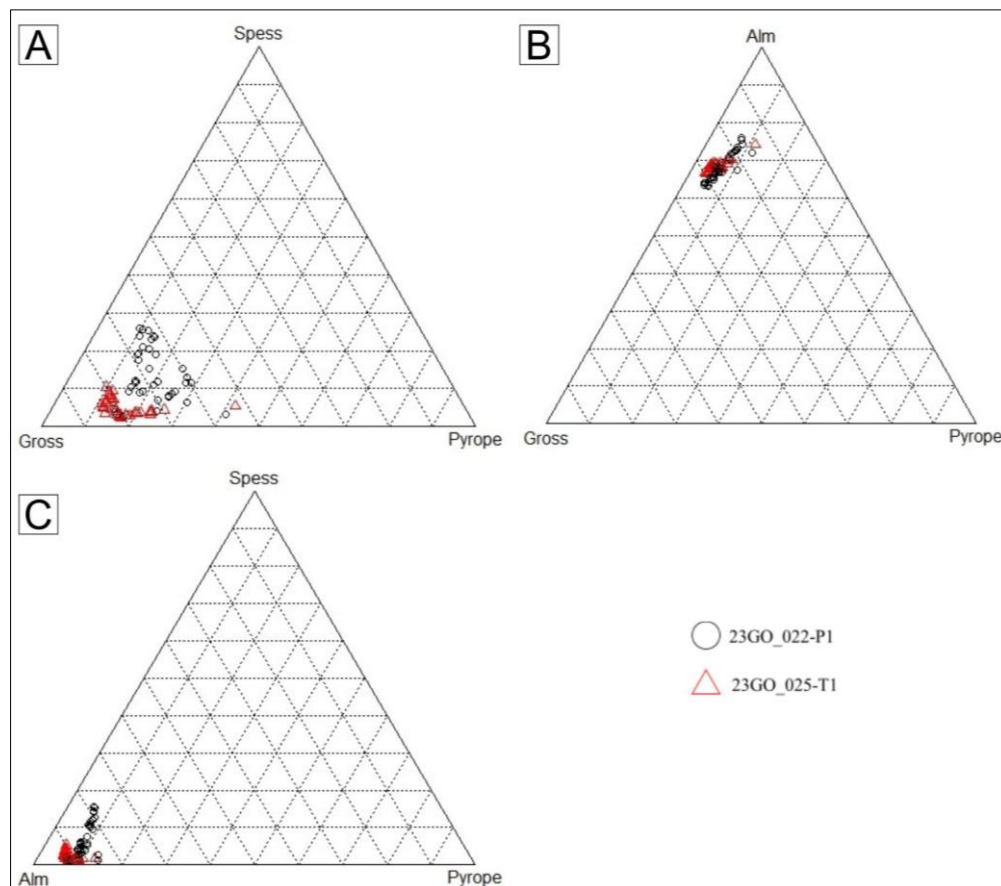 A
Spess
Gross
Pyrope
B
Alm
Gross
Pyrope
C
Spess
Alm
Pyrope
23GO_022-P1
23GO_025-T1